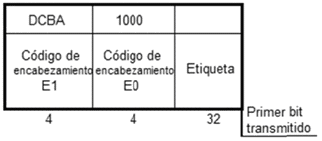 DCBA 1000
Código de encabezamiento E1
Código de encabezamiento E0
Etiqueta
4 4 32
Primer bit transmitido